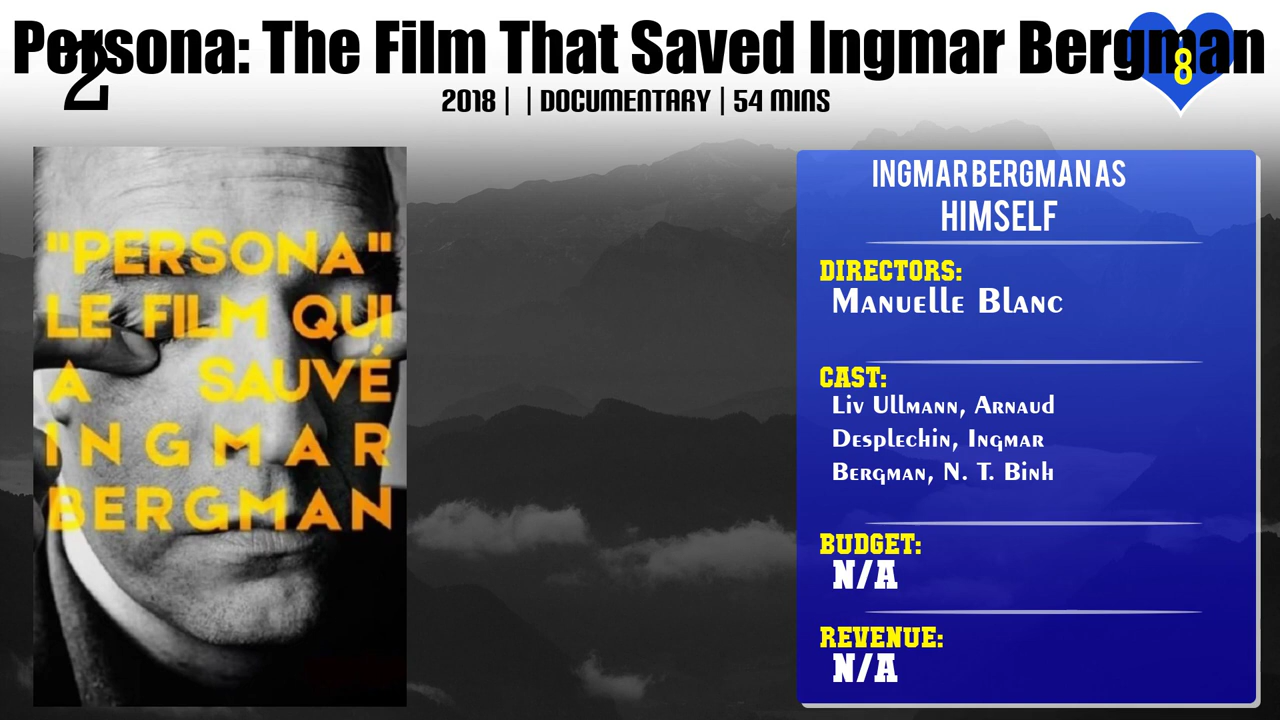 Persona: The Film That Saved Ingmar Bergman
2
8
2018 | | DOCUMENTARY | 54 MINS
"PERSONA"
LE FILM QUI
A SAUVÉ
INGMAR
BERGMAN
INGMAR BERGMAN AS
HIMSELF
DIRECTORS:
Manuelle Blanc
CAST:
Liv Ullmann, Arnaud
Desplechin, Ingmar
Bergman, N. T. Binh
BUDGET:
N/A
REVENUE:
N/A